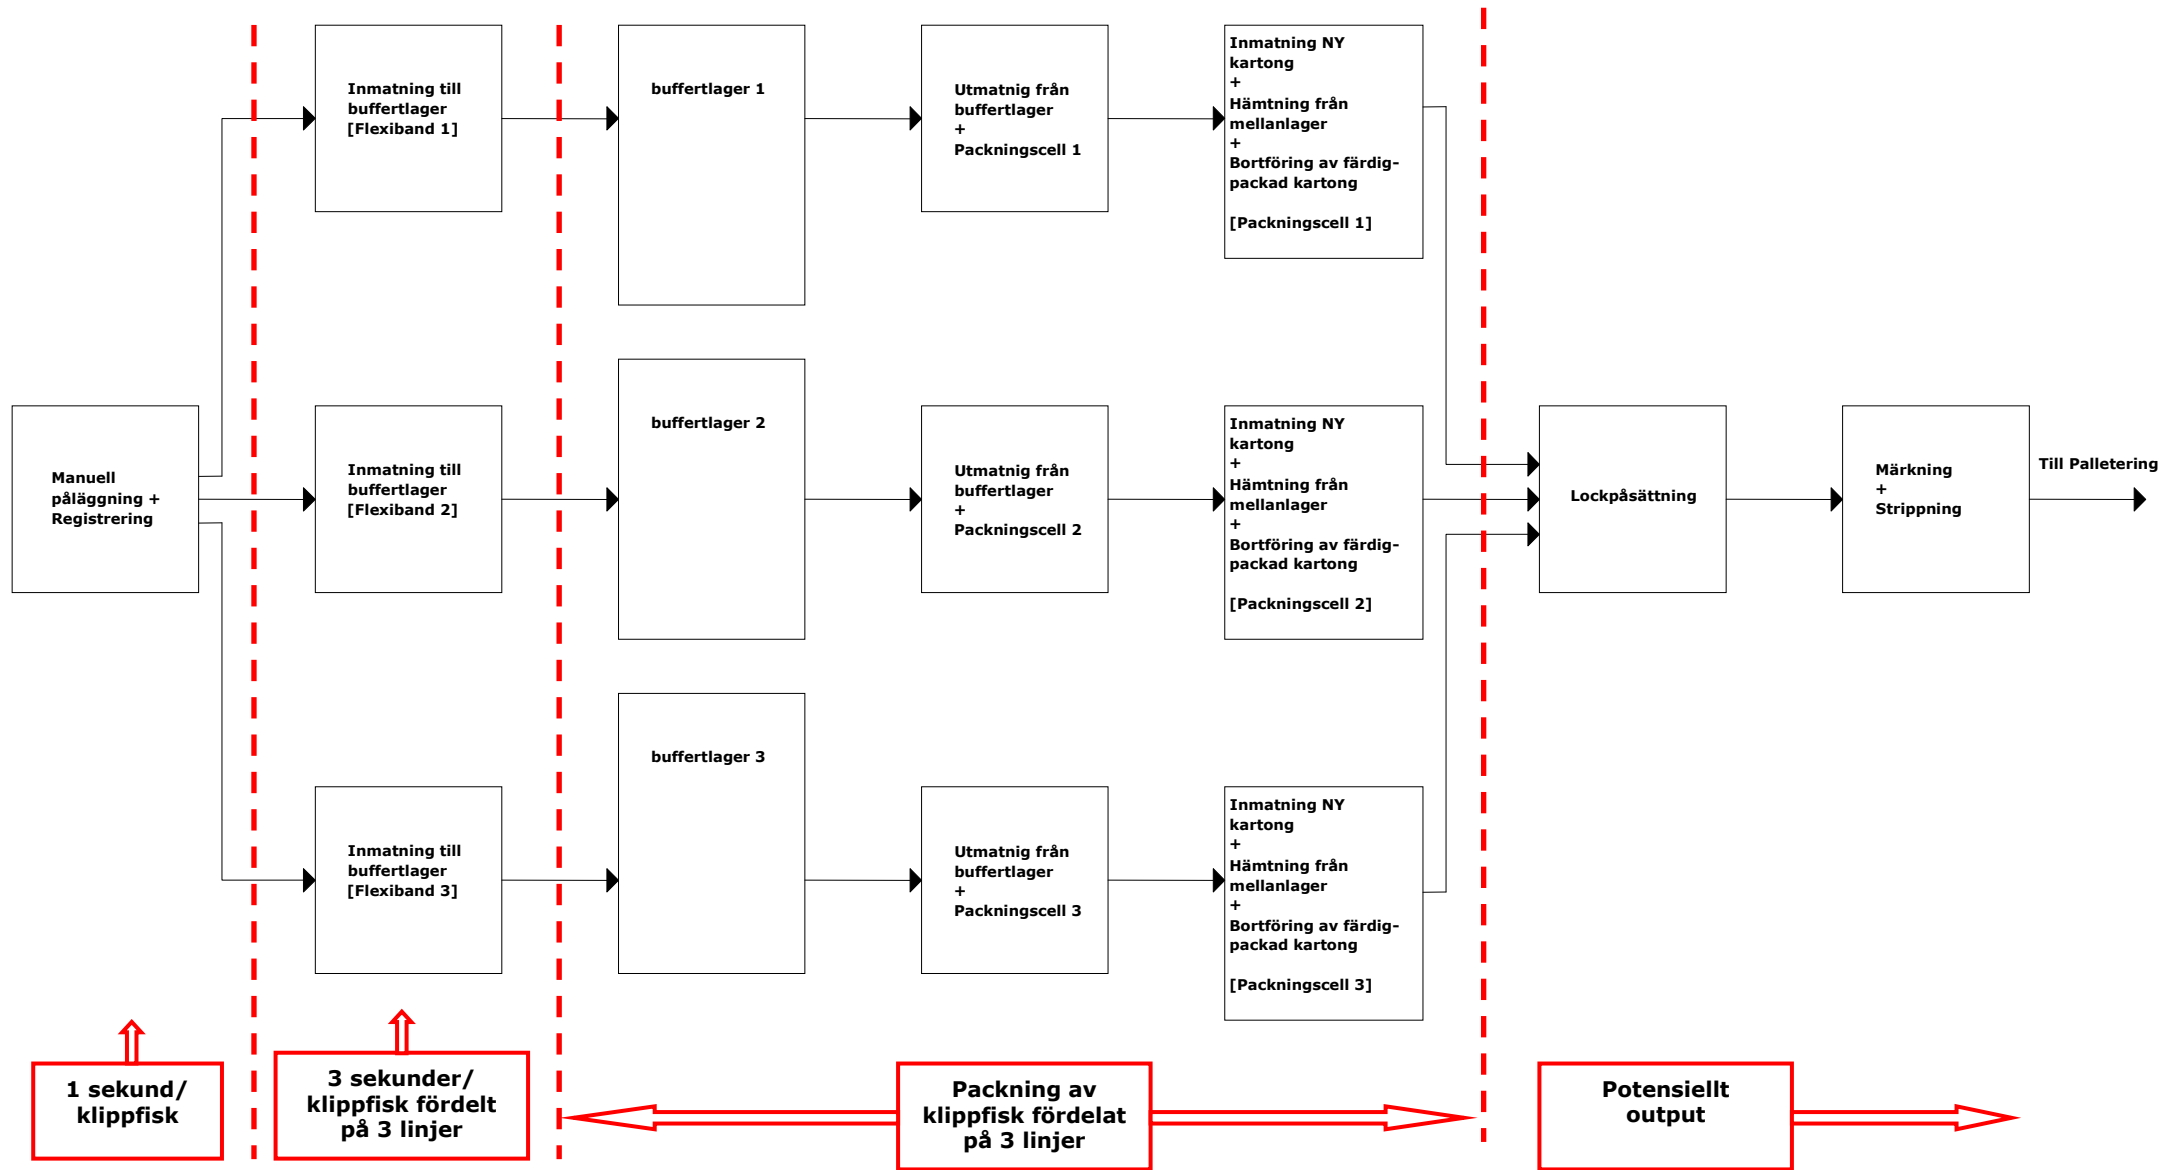 Manuell
påläggning +
Registrering
Inmatning till
buffertlager
[Flexiband 1]
buffertlager 1
Utmatnig från
buffertlager
+
Packningscell 1
Inmatning NY
kartong
+
Hämtning från
mellanlager
+
Bortföring av färdig-
packad kartong
[Packningscell 1]
Inmatning till
buffertlager
[Flexiband 2]
buffertlager 2
Utmatnig från
buffertlager
+
Packningscell 2
Inmatning NY
kartong
+
Hämtning från
mellanlager
+
Bortföring av färdig-
packad kartong
[Packningscell 2]
Inmatning till
buffertlager
[Flexiband 3]
buffertlager 3
Utmatnig från
buffertlager
+
Packningscell 3
Inmatning NY
kartong
+
Hämtning från
mellanlager
+
Bortföring av färdig-
packad kartong
[Packningscell 3]
Lockpåsättning
Märkning
+
Strippning
Till Palletering
1 sekund/
klippfisk
3 sekunder/
klippfisk fördelt
på 3 linjer
Packning av
klippfisk fördelat
på 3 linjer
Potensiellt
output